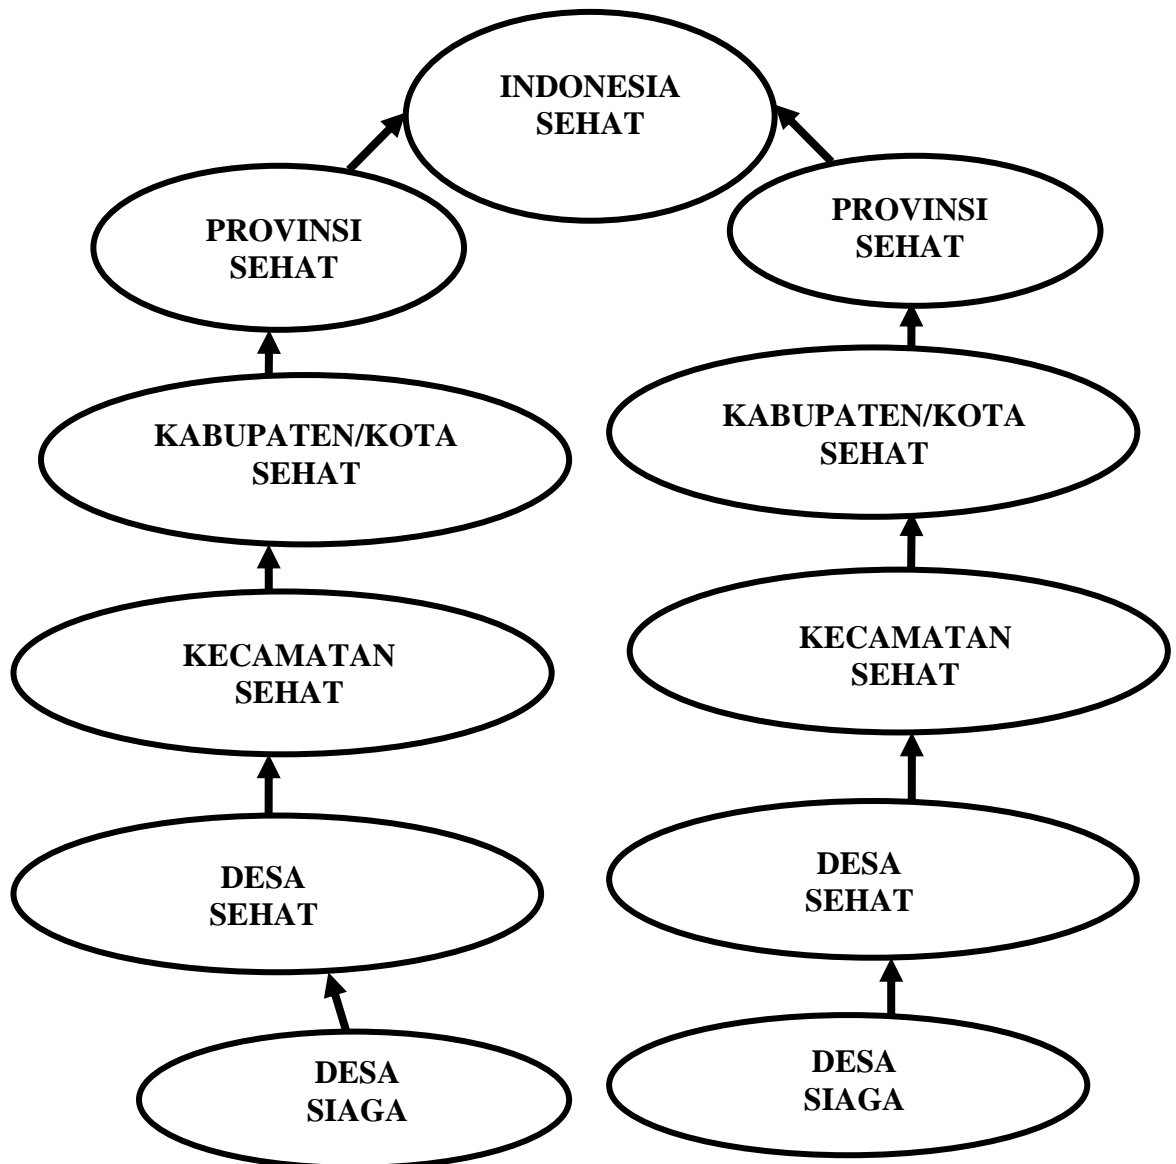 INDONESIA
SEHAT
PROVINSI
SEHAT
PROVINSI
SEHAT
KABUPATEN/KOTA
SEHAT
KABUPATEN/KOTA
SEHAT
KECAMATAN
SEHAT
KECAMATAN
SEHAT
DESA
SEHAT
DESA
SEHAT
DESA
SIAGA
DESA
SIAGA